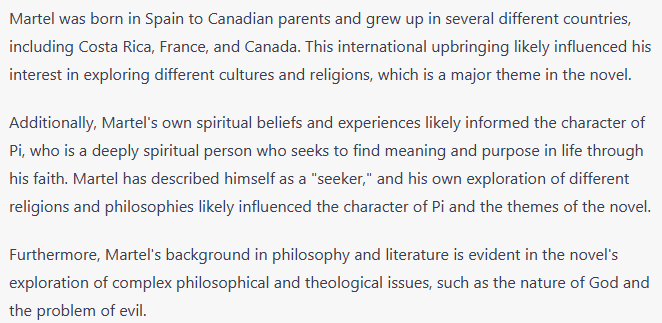 Martel was born in Spain to Canadian parents and grew up in several different countries,
including Costa Rica, France, and Canada. This international upbringing likely influenced his
interest in exploring different cultures and religions, which is a major theme in the novel.
Additionally, Martel's own spiritual beliefs and experiences likely informed the character of
Pi, who is a deeply spiritual person who seeks to find meaning and purpose in life through
his faith. Martel has described himself as a "seeker," and his own exploration of different
religions and philosophies likely influenced the character of Pi and the themes of the novel.
Furthermore, Martel's background in philosophy and literature is evident in the novel's
exploration of complex philosophical and theological issues, such as the nature of God and
the problem of evil.